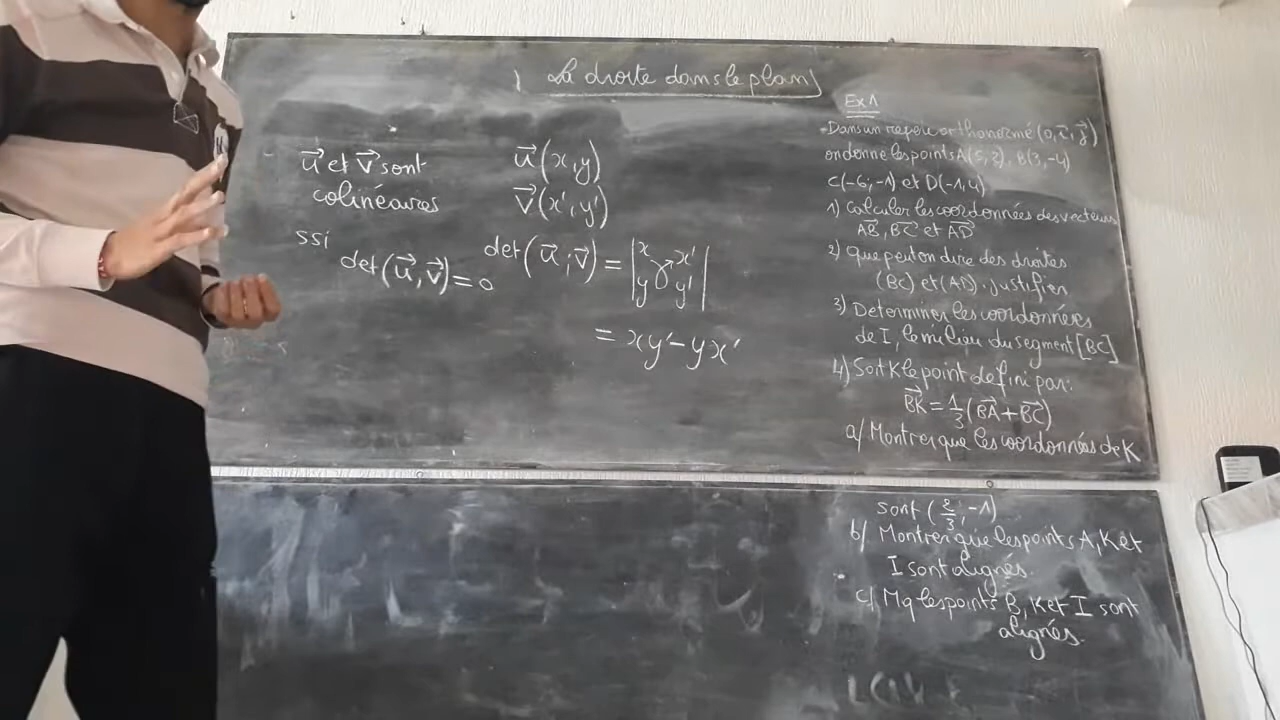 La droite dans le plan
u⃗ et v⃗ sont
colinéaires
ssi
det(u⃗, v⃗) = 0
u⃗(x, y)
v⃗(x', y')
det(u⃗; v⃗) = |x x'|
|y y'|
= xy' - yx'
Ex 1
Dans un repère orthonormé (0, i⃗, j⃗)
on donne les points A(5, 2). B(3, -4)
C(-6, -1) et D(-1, 4)
1) Calculer les coordonnées des vecteurs
AB⃗, BC⃗ et AD⃗
2) Que peut on dire des droites
(BC) et (AD). justifier
3) Determiner les coordonnées
de I, le milieu du segment [BC]
4) Soit K le point defini par:
BK⃗ = 1/3 (BA⃗ + BC⃗)
a/ Montrer que les coordonnées de K
sont (2/3, -1)
b/ Montrer que les points A, K et
I sont alignés.
c/ Mq les points B, K et I sont
alignés.